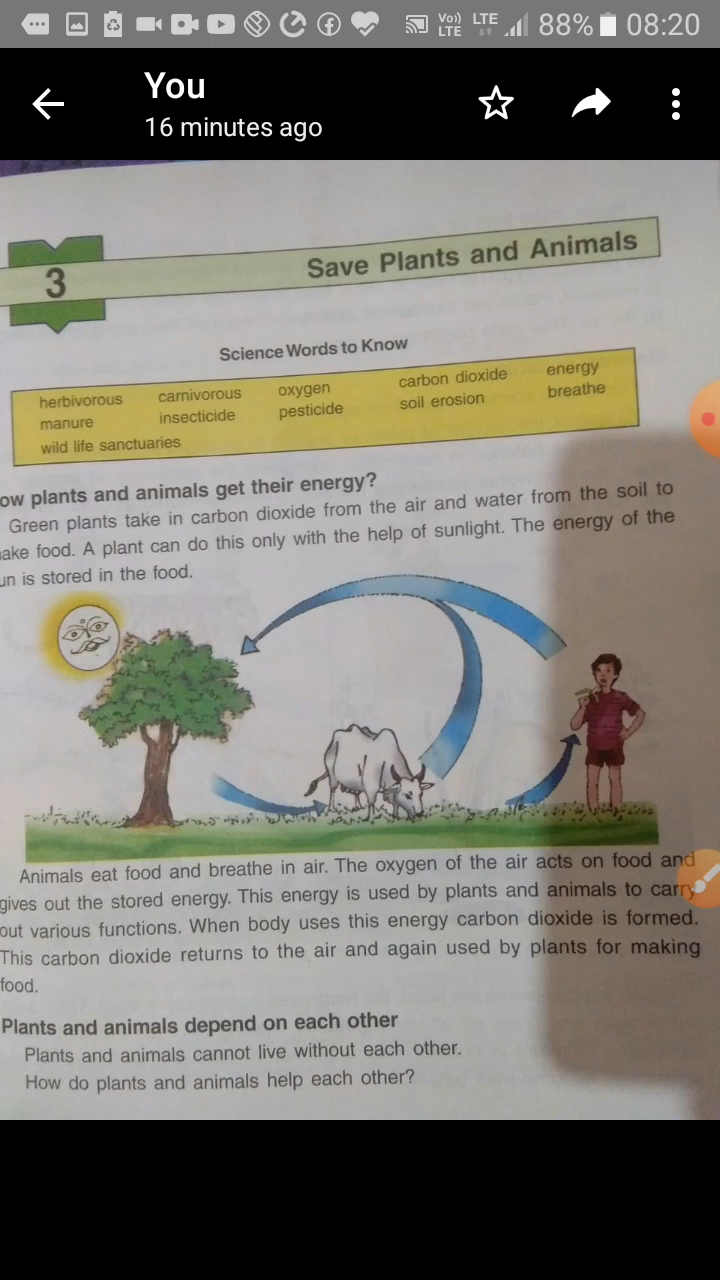 Vo)) LTE
LTE
88%
08:20
You
16 minutes ago
3
Save Plants and Animals
Science Words to Know
herbivorous carnivorous oxygen carbon dioxide energy
manure insecticide pesticide soil erosion breathe
wild life sanctuaries
ow plants and animals get their energy?
Green plants take in carbon dioxide from the air and water from the soil to
ake food. A plant can do this only with the help of sunlight. The energy of the
un is stored in the food.
Animals eat food and breathe in air. The oxygen of the air acts on food and
gives out the stored energy. This energy is used by plants and animals to carry
out various functions. When body uses this energy carbon dioxide is formed.
This carbon dioxide returns to the air and again used by plants for making
food.
Plants and animals depend on each other
Plants and animals cannot live without each other.
How do plants and animals help each other?